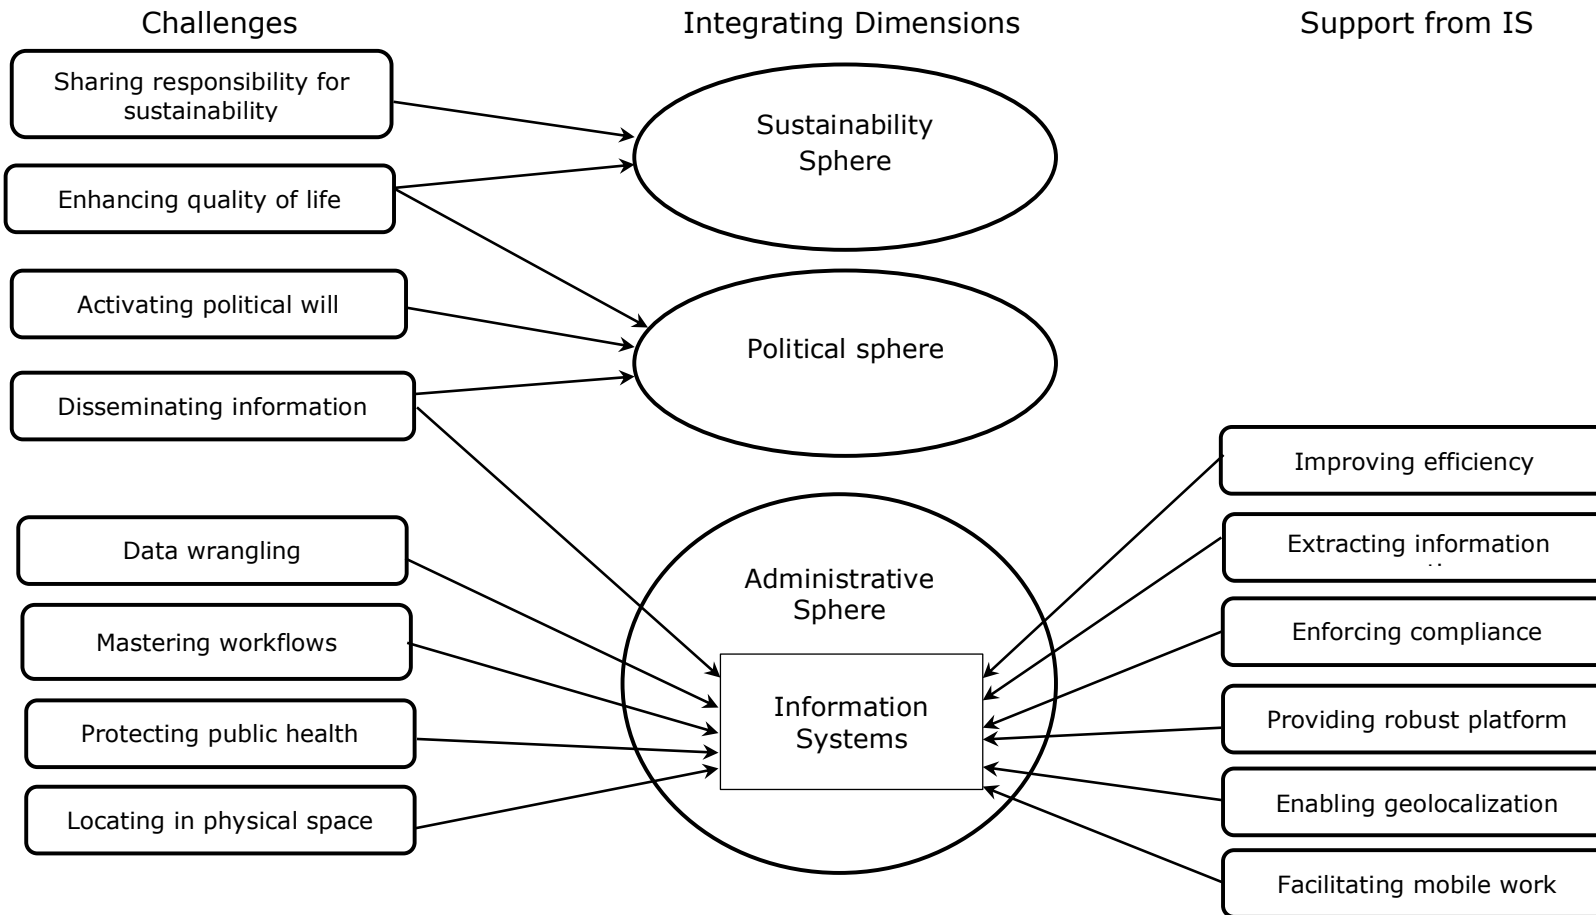 Challenges
Integrating Dimensions
Support from IS
Sharing responsibility for
sustainability
Enhancing quality of life
Activating political will
Disseminating information
Data wrangling
Mastering workflows
Protecting public health
Locating in physical space
Sustainability
Sphere
Political sphere
Administrative
Sphere
Information
Systems
Improving efficiency
Extracting information
Enforcing compliance
Providing robust platform
Enabling geolocalization
Facilitating mobile work